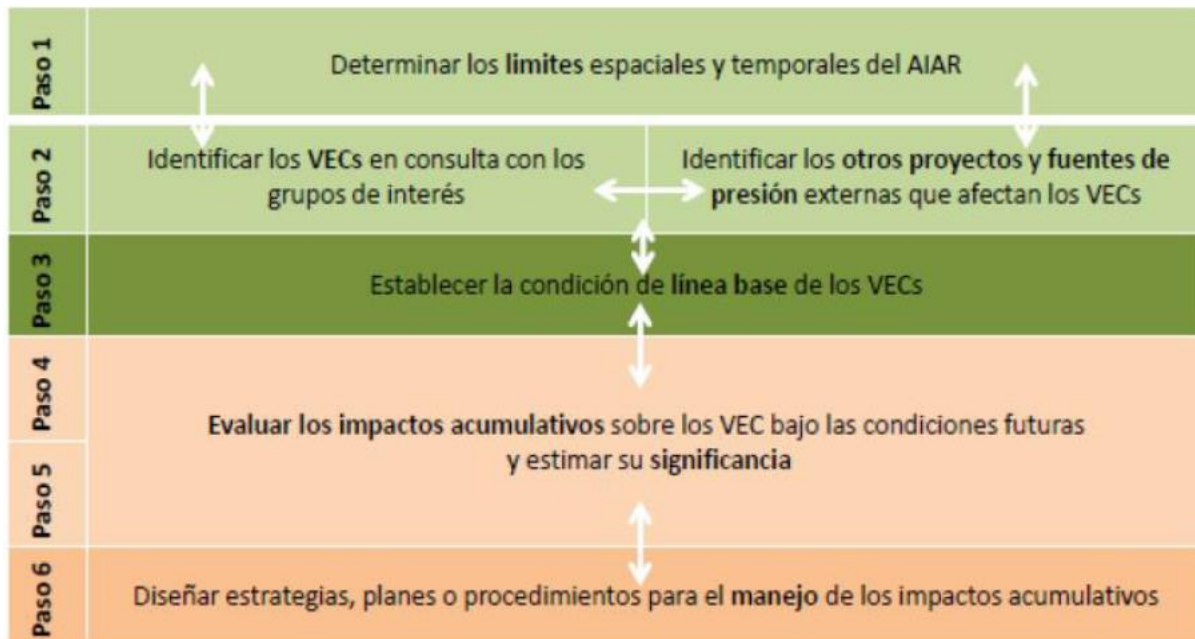 Paso 1
Determinar los limites espaciales y temporales del AIAR
Paso 2
Identificar los VECs en consulta con los
grupos de interés
Identificar los otros proyectos y fuentes de
presión externas que afectan los VECs
Paso 3
Establecer la condición de línea base de los VECs
Paso 4
Paso 5
Evaluar los impactos acumulativos sobre los VEC bajo las condiciones futuras
y estimar su significancia
Paso 6
Diseñar estrategias, planes o procedimientos para el manejo de los impactos acumulativos